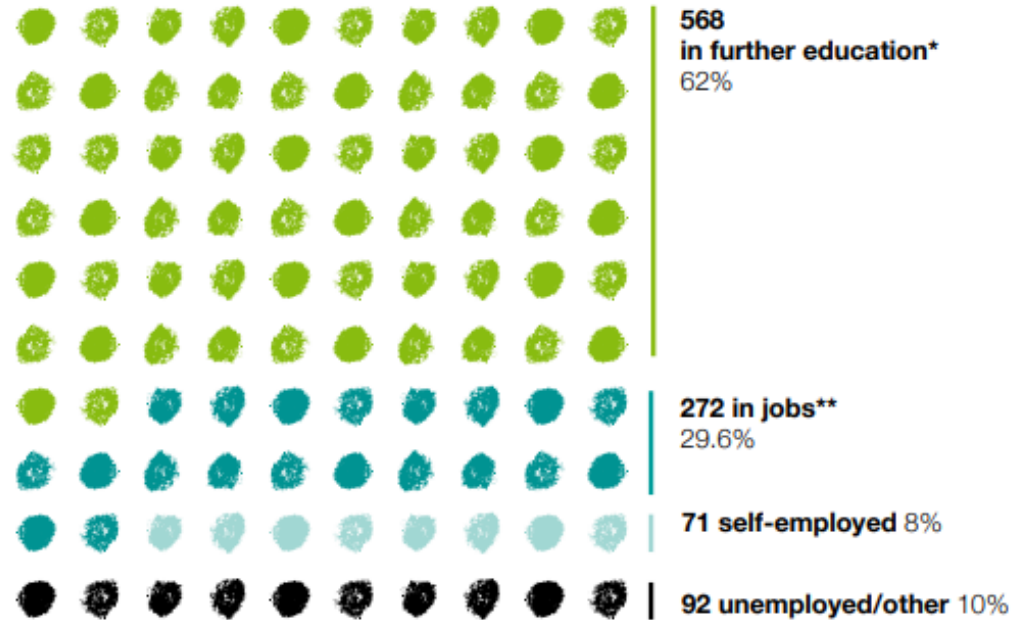 568
in further education*
62%
272 in jobs**
29.6%
71 self-employed 8%
92 unemployed/other 10%